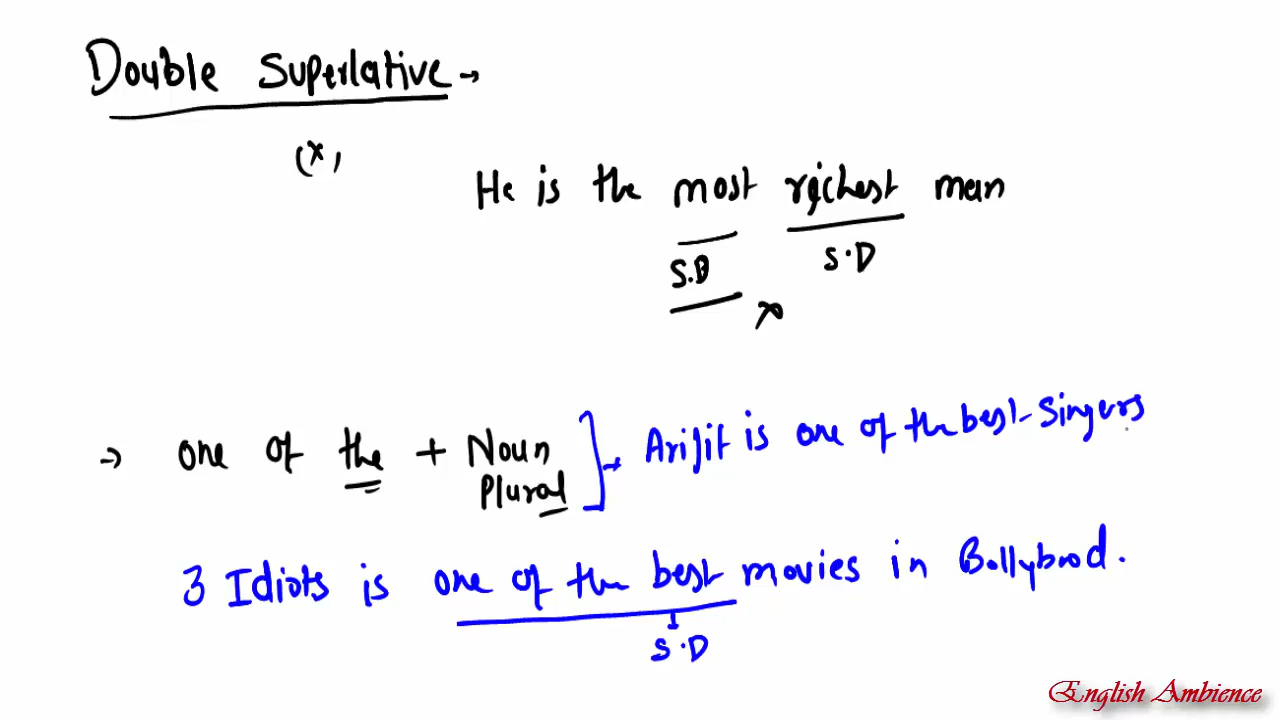 Double Superlative →
(x)
He is the most richest man
S.D S.D
x
→ one of the + Noun Plural ] → Arijit is one of the best singers
3 Idiots is one of the best movies in Bollywood.
S.D
English Ambience